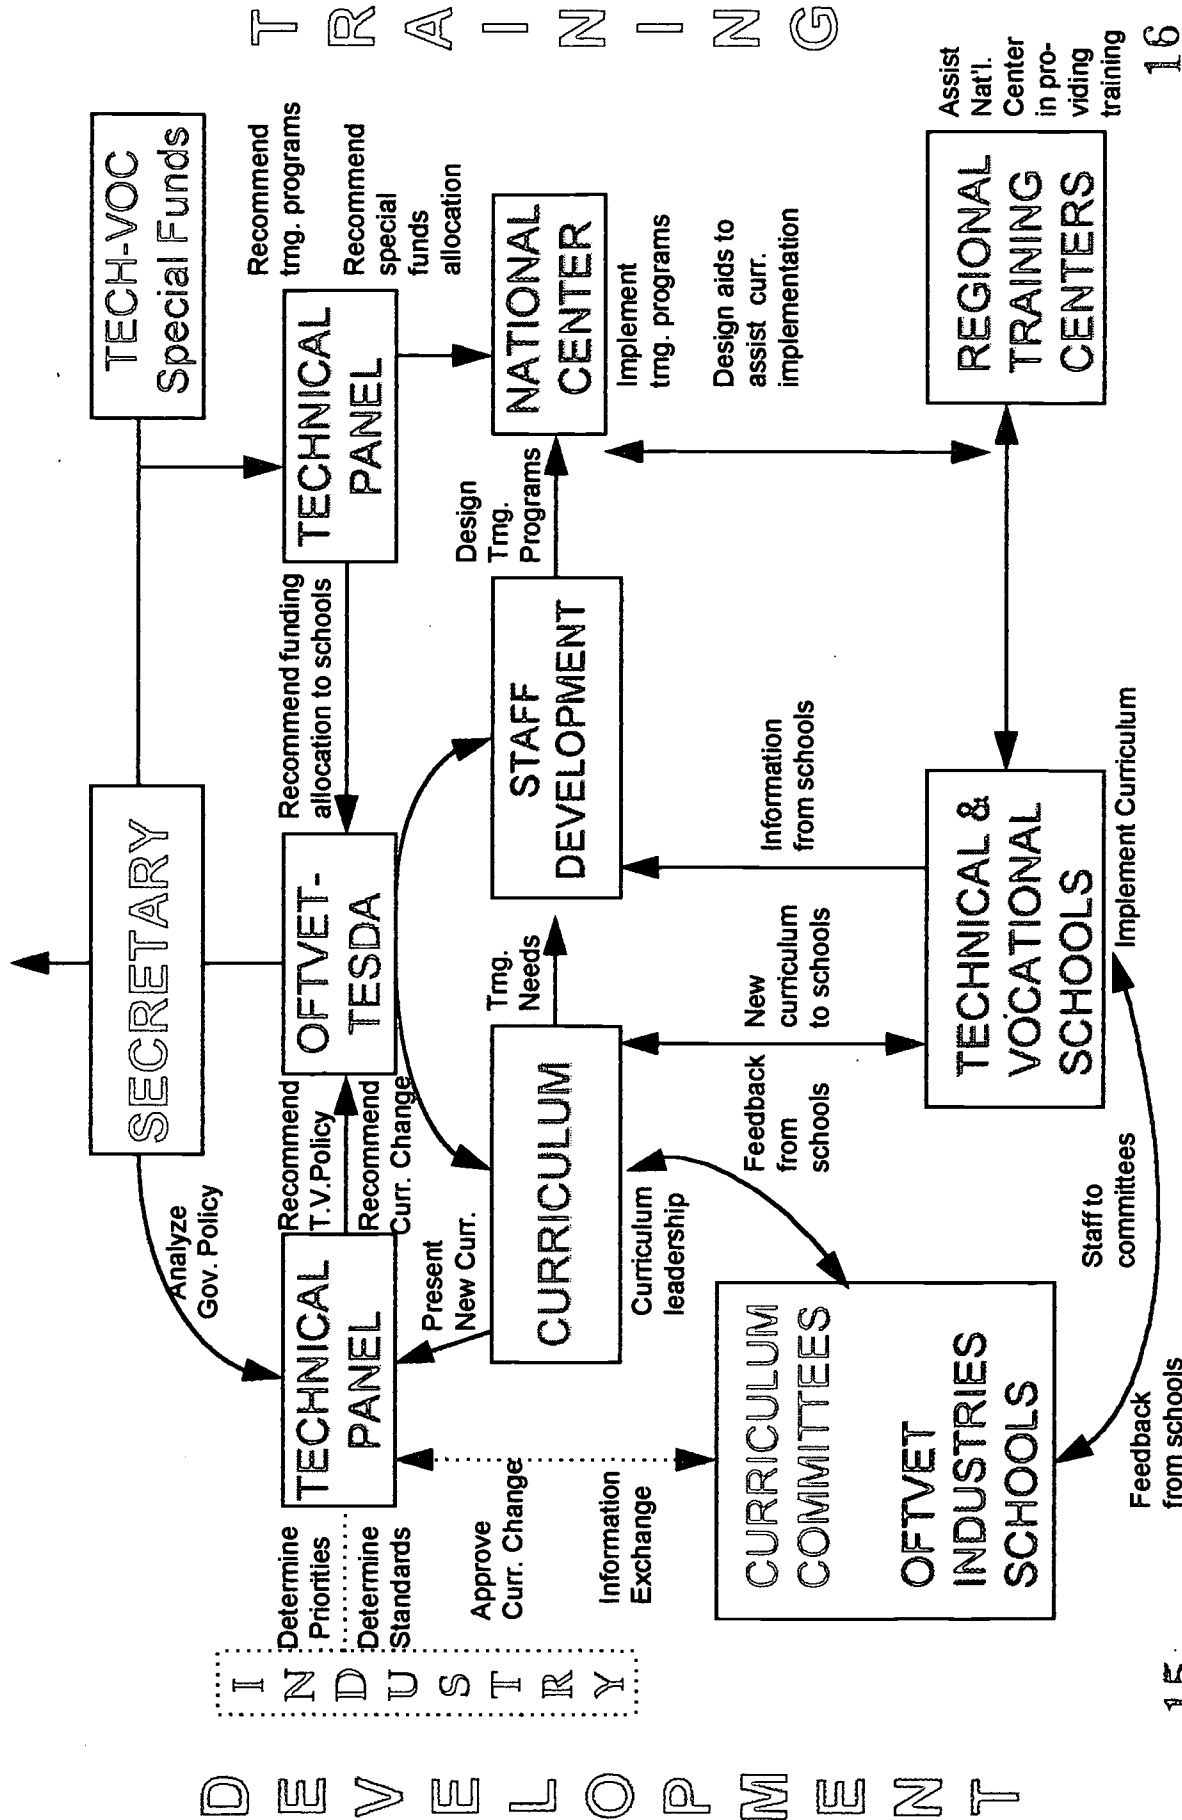 DEVELOPMENT
INDUSTRY
SECRETARY
TECH-VOC
Special Funds
Analyze
Gov. Policy
Determine
Priorities
Determine
Standards
TECHNICAL
PANEL
Recommend
T.V.Policy
Recommend
Curr. Change
OFTVET-
TESDA
Recommend funding
allocation to schools
TECHNICAL
PANEL
Recommend
trng. programs
Recommend
special
funds
allocation
Approve
Curr. Change
Information
Exchange
Present
New Curr.
CURRICULUM
Trng.
Needs
STAFF
DEVELOPMENT
Design
Trng.
Programs
NATIONAL
CENTER
Implement
trng. programs
Design aids to
assist curr.
implementation
Curriculum
leadership
Feedback
from
schools
New
curriculum
to schools
Information
from schools
CURRICULUM
COMMITTEES
OFTVET
INDUSTRIES
SCHOOLS
Staff to
committees
TECHNICAL &
VOCATIONAL
SCHOOLS
Implement Curriculum
REGIONAL
TRAINING
CENTERS
Assist
Nat'l.
Center
in pro-
viding
training
Feedback
from schools
TRAINING
15
16